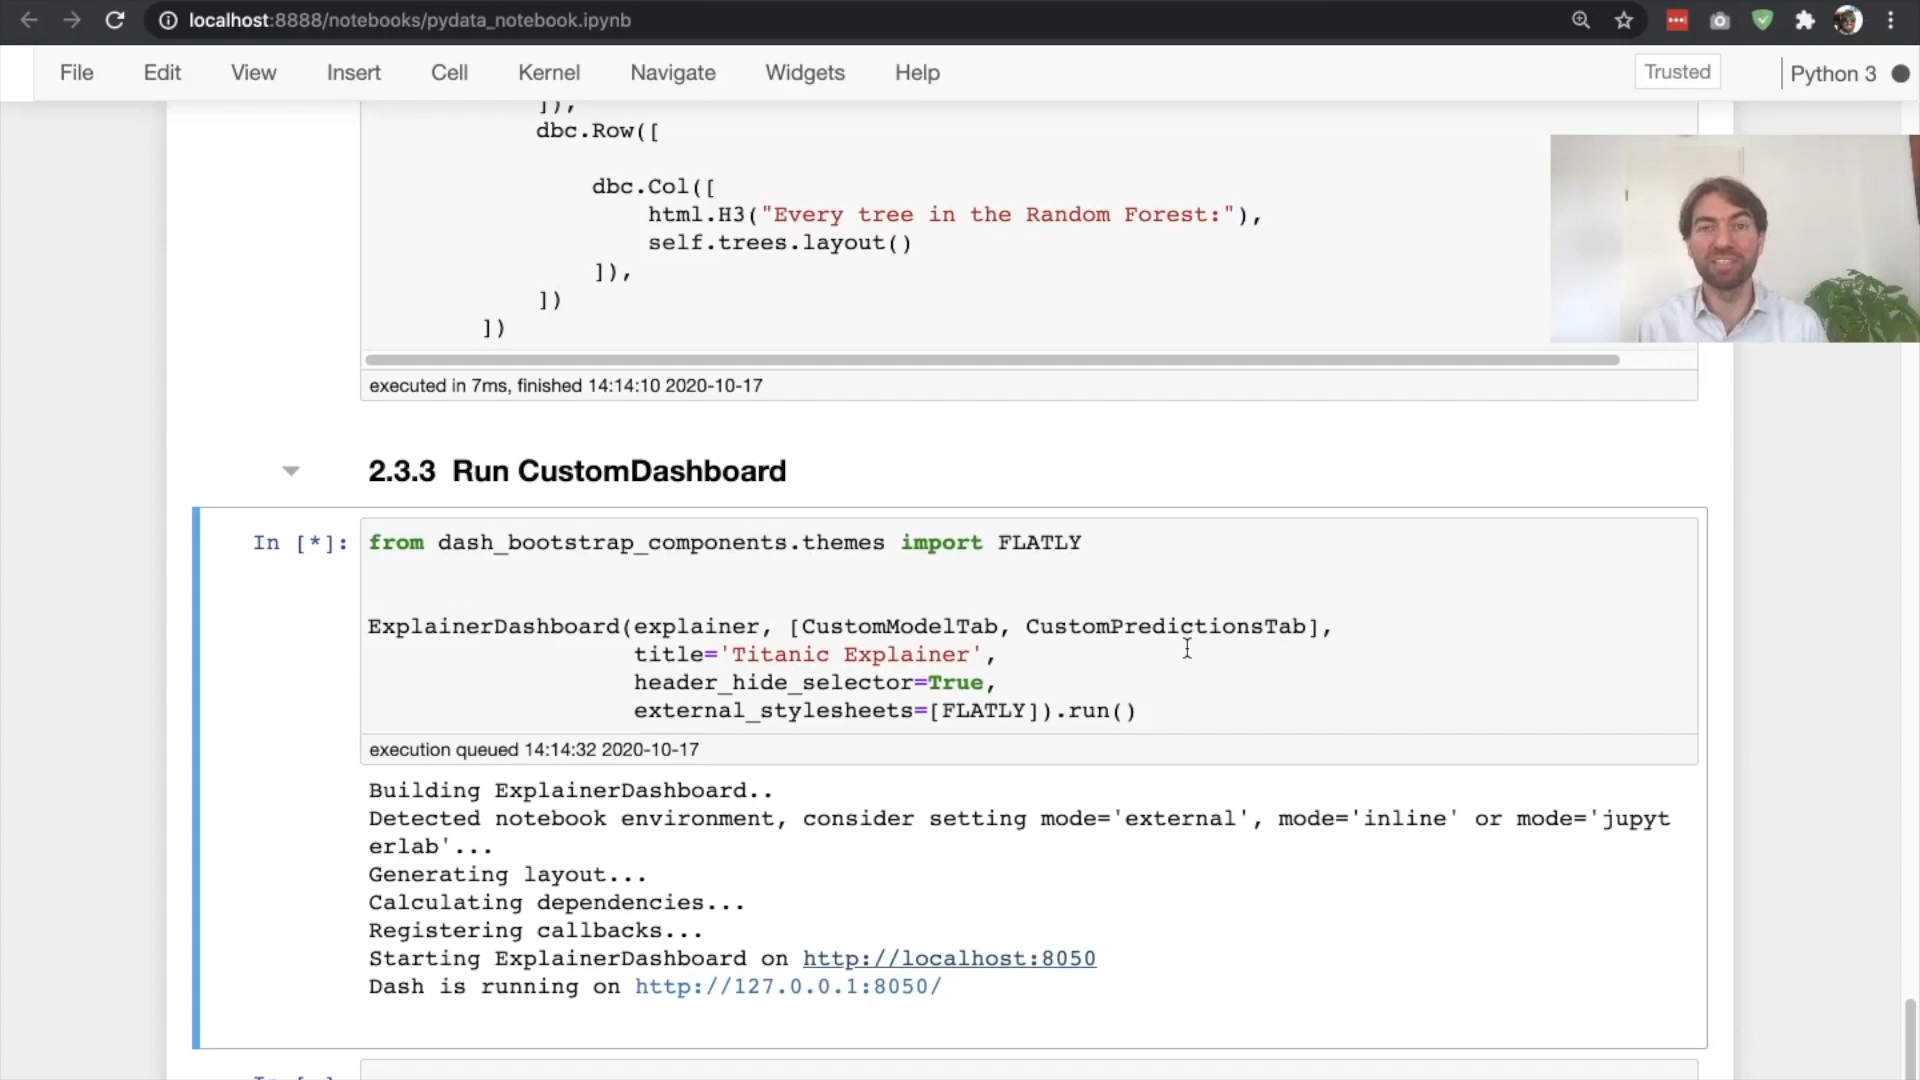 localhost:8888/notebooks/pydata_notebook.ipynb
File Edit View Insert Cell Kernel Navigate Widgets Help Trusted Python 3
]),
dbc.Row([
dbc.Col([
html.H3("Every tree in the Random Forest:"),
self.trees.layout()
]),
])
])
executed in 7ms, finished 14:14:10 2020-10-17
2.3.3 Run CustomDashboard
In [*]: from dash_bootstrap_components.themes import FLATLY
ExplainerDashboard(explainer, [CustomModelTab, CustomPredictionsTab],
title='Titanic Explainer',
header_hide_selector=True,
external_stylesheets=[FLATLY]).run()
execution queued 14:14:32 2020-10-17
Building ExplainerDashboard..
Detected notebook environment, consider setting mode='external', mode='inline' or mode='jupyt
erlab'...
Generating layout...
Calculating dependencies...
Registering callbacks...
Starting ExplainerDashboard on http://localhost:8050
Dash is running on http://127.0.0.1:8050/